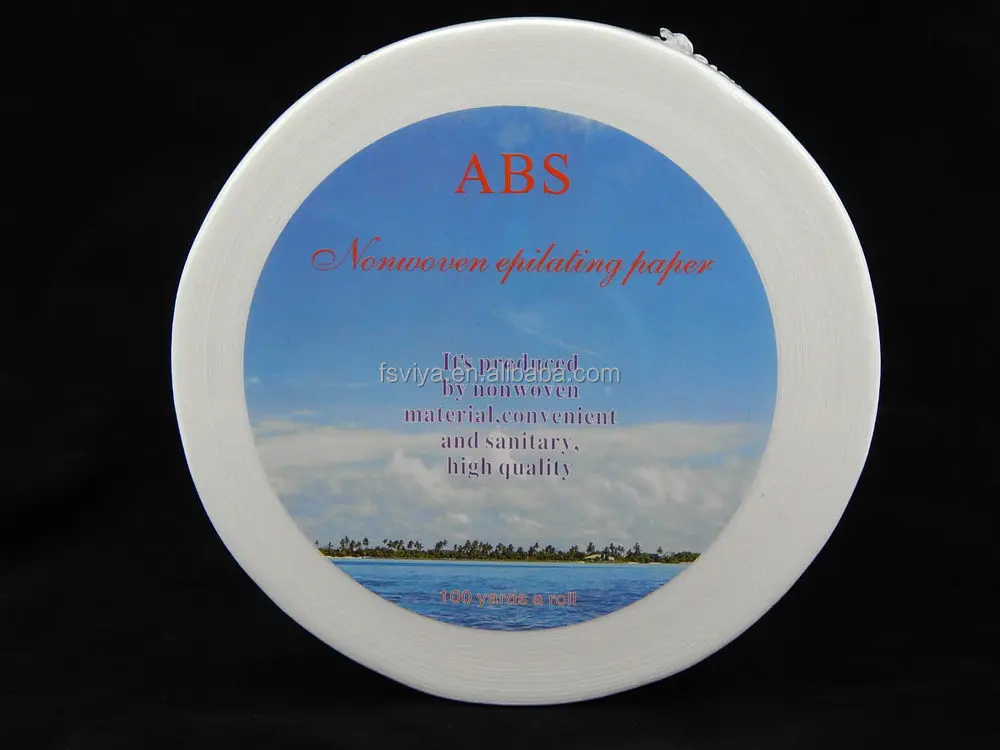 ABS
Nonwoven epilating paper
It's produced
fsviya.en.alibaba.com
by nonwoven
material,convenient
and sanitary,
high quality
100 yards a roll